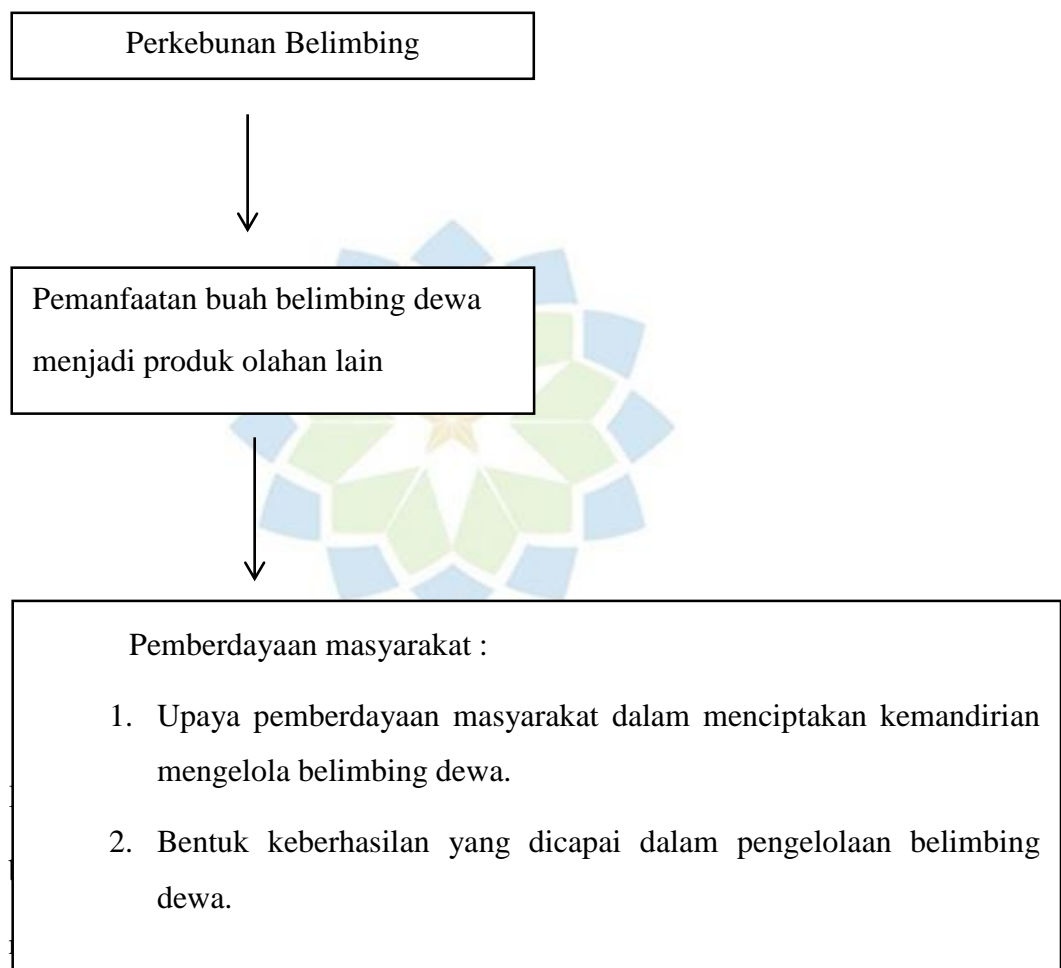 Perkebunan Belimbing
Pemanfaatan buah belimbing dewa
menjadi produk olahan lain
Pemberdayaan masyarakat :
1. Upaya pemberdayaan masyarakat dalam menciptakan kemandirian
mengelola belimbing dewa.
2. Bentuk keberhasilan yang dicapai dalam pengelolaan belimbing
dewa.